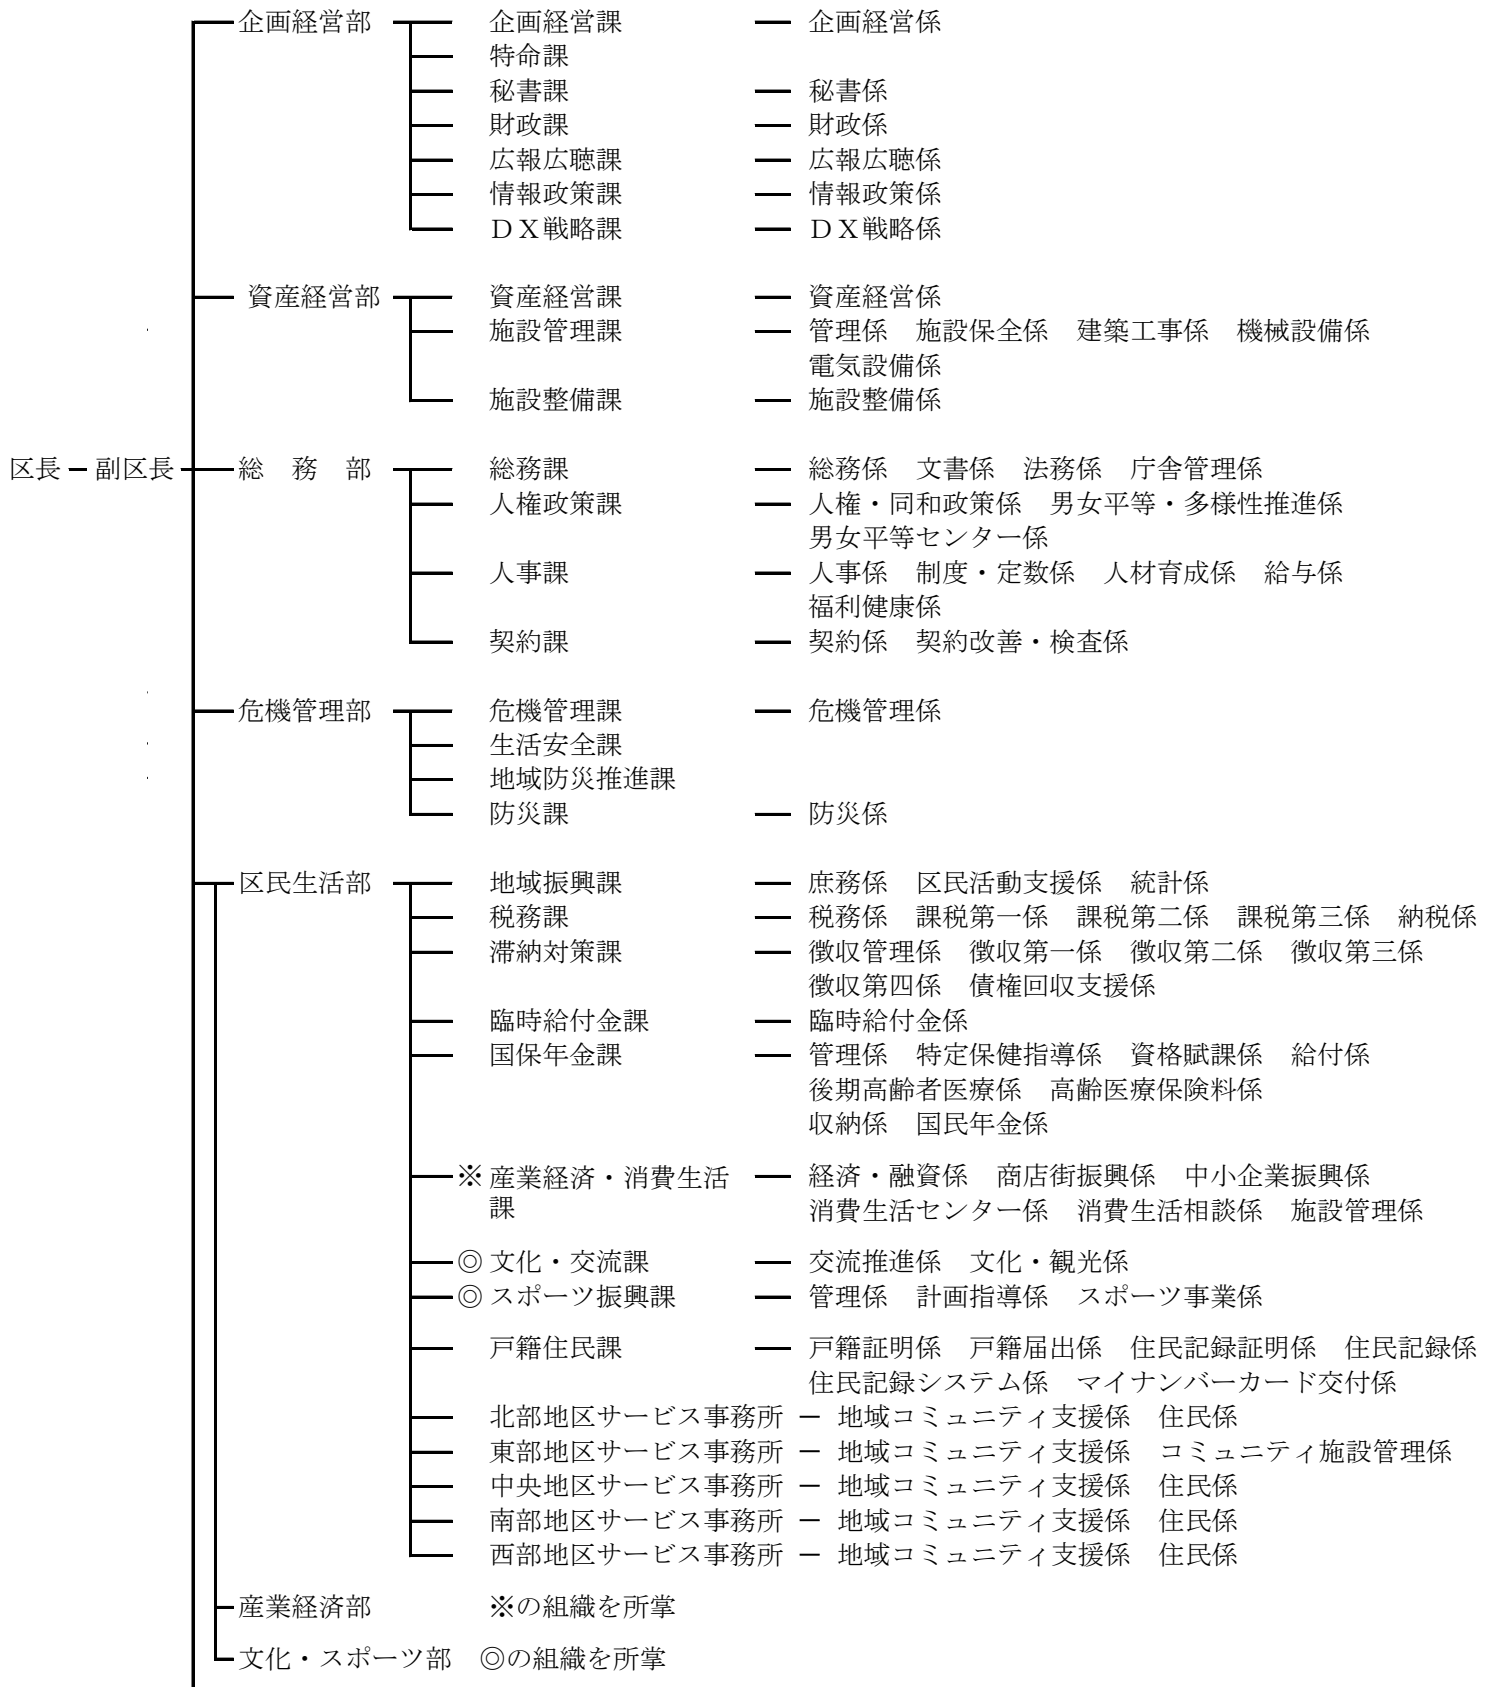 企画経営部 企画経営課 企画経営係
特命課
秘書課 秘書係
財政課 財政係
広報広聴課 広報広聴係
情報政策課 情報政策係
ＤＸ戦略課 ＤＸ戦略係
資産経営部 資産経営課 資産経営係
施設管理課 管理係　施設保全係　建築工事係　機械設備係
電気設備係
施設整備課 施設整備係
区長 副区長 総　務　部 総務課 総務係　文書係　法務係　庁舎管理係
人権政策課 人権・同和政策係　男女平等・多様性推進係
男女平等センター係
人事課 人事係　制度・定数係　人材育成係　給与係
福利健康係
契約課 契約係　契約改善・検査係
危機管理部 危機管理課 危機管理係
生活安全課
地域防災推進課
防災課 防災係
区民生活部 地域振興課 庶務係　区民活動支援係　統計係
税務課 税務係　課税第一係　課税第二係　課税第三係　納税係
滞納対策課 徴収管理係　徴収第一係　徴収第二係　徴収第三係
徴収第四係　債権回収支援係
臨時給付金課 臨時給付金係
国保年金課 管理係　特定保健指導係　資格賦課係　給付係
後期高齢者医療係　高齢医療保険料係
収納係　国民年金係
※ 産業経済・消費生活 経済・融資係　商店街振興係　中小企業振興係
課 消費生活センター係　消費生活相談係　施設管理係
◎ 文化・交流課 交流推進係　文化・観光係
◎ スポーツ振興課 管理係　計画指導係　スポーツ事業係
戸籍住民課 戸籍証明係　戸籍届出係　住民記録証明係　住民記録係
住民記録システム係　マイナンバーカード交付係
北部地区サービス事務所 － 地域コミュニティ支援係　住民係
東部地区サービス事務所 － 地域コミュニティ支援係　コミュニティ施設管理係
中央地区サービス事務所 － 地域コミュニティ支援係　住民係
南部地区サービス事務所 － 地域コミュニティ支援係　住民係
西部地区サービス事務所 － 地域コミュニティ支援係　住民係
産業経済部 ※の組織を所掌
文化・スポーツ部 ◎の組織を所掌